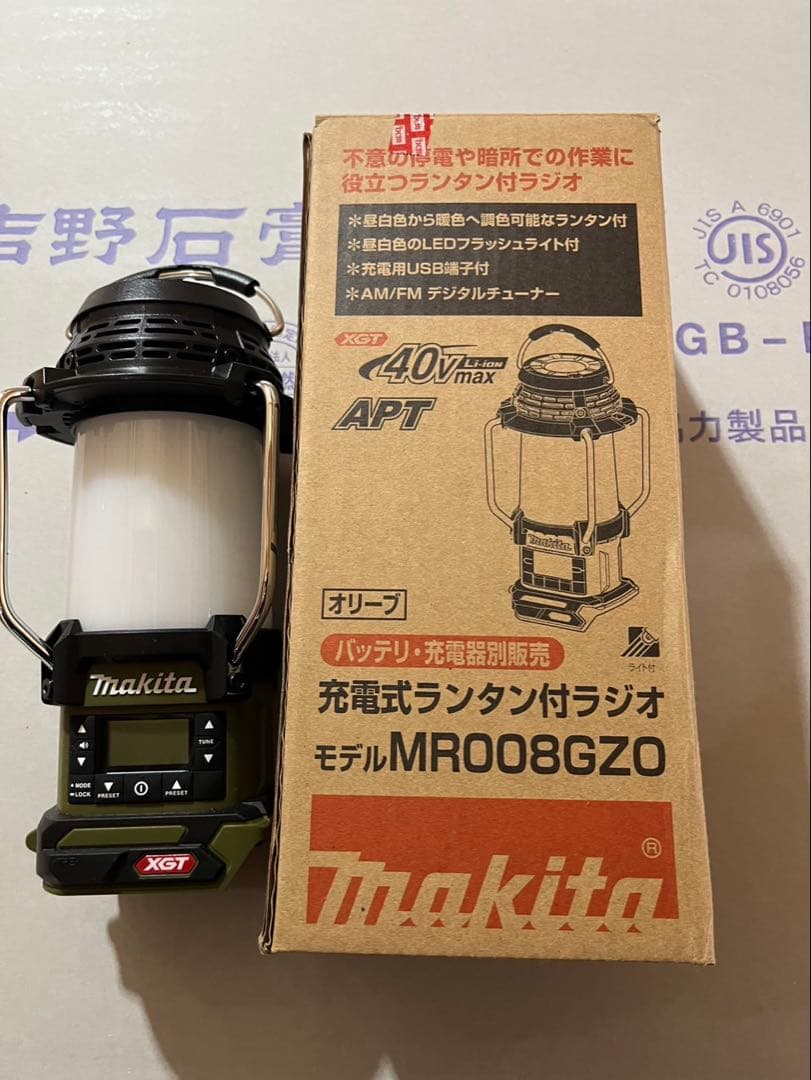 不意の停電や暗所での作業に
役立つランタン付ラジオ
＊昼白色から暖色へ調色可能なランタン付
＊昼白色のLEDフラッシュライト付
＊充電用USB端子付
＊AM/FM デジタルチューナー
XGT
40Vmax Li-ion
APT
makita
オリーブ
バッテリ・充電器別販売
ライト付
充電式ランタン付ラジオ
モデルMR008GZO
makita®
makita
TUNE
MODE
LOCK
PRESET
PRESET
XGT
吉野石膏
JIS A 6901
JIS
TC 0108056
GB-
力製品
法人